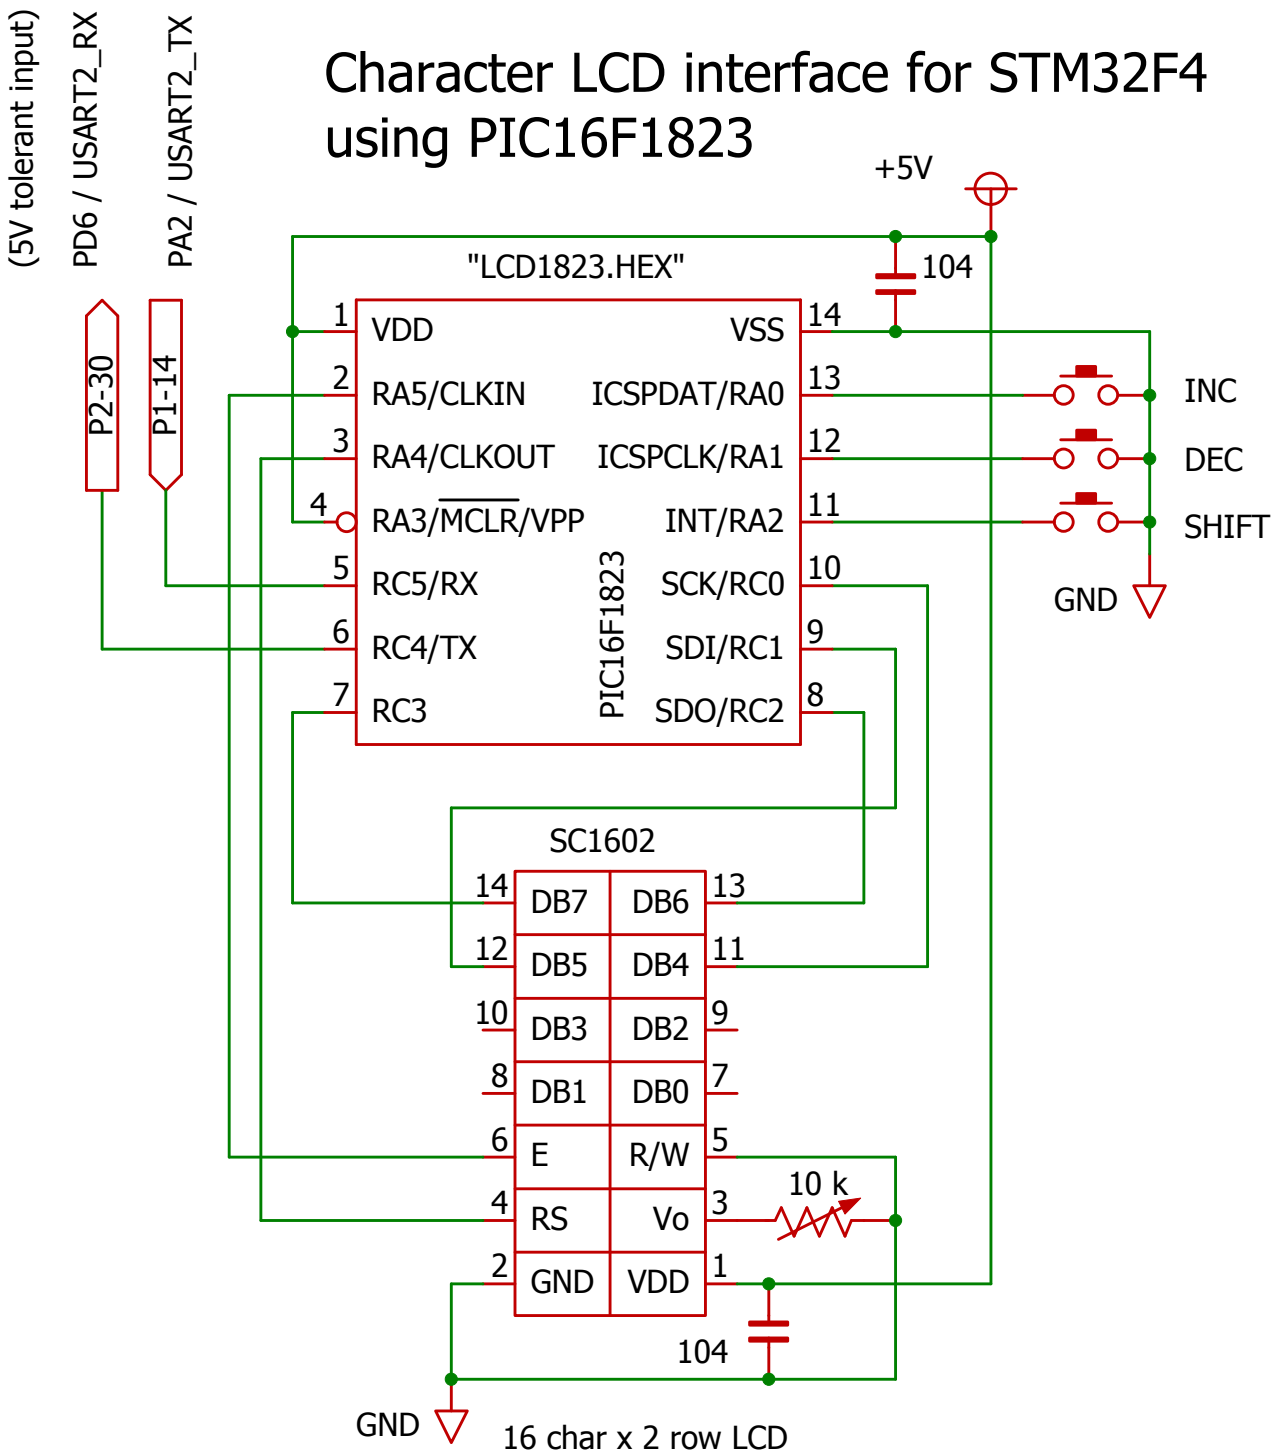 Character LCD interface for STM32F4
using PIC16F1823
(5V tolerant input)
PD6 / USART2_RX
PA2 / USART2_TX
P2-30
P1-14
+5V
104
"LCD1823.HEX"
1 VDD
2 RA5/CLKIN
3 RA4/CLKOUT
4 RA3/MCLR/VPP
5 RC5/RX
6 RC4/TX
7 RC3
PIC16F1823
VSS 14
ICSPDAT/RA0 13
ICSPCLK/RA1 12
INT/RA2 11
SCK/RC0 10
SDI/RC1 9
SDO/RC2 8
INC
DEC
SHIFT
GND
SC1602
14 DB7 DB6 13
12 DB5 DB4 11
10 DB3 DB2 9
8 DB1 DB0 7
6 E R/W 5
4 RS Vo 3
2 GND VDD 1
10 k
104
GND
16 char x 2 row LCD